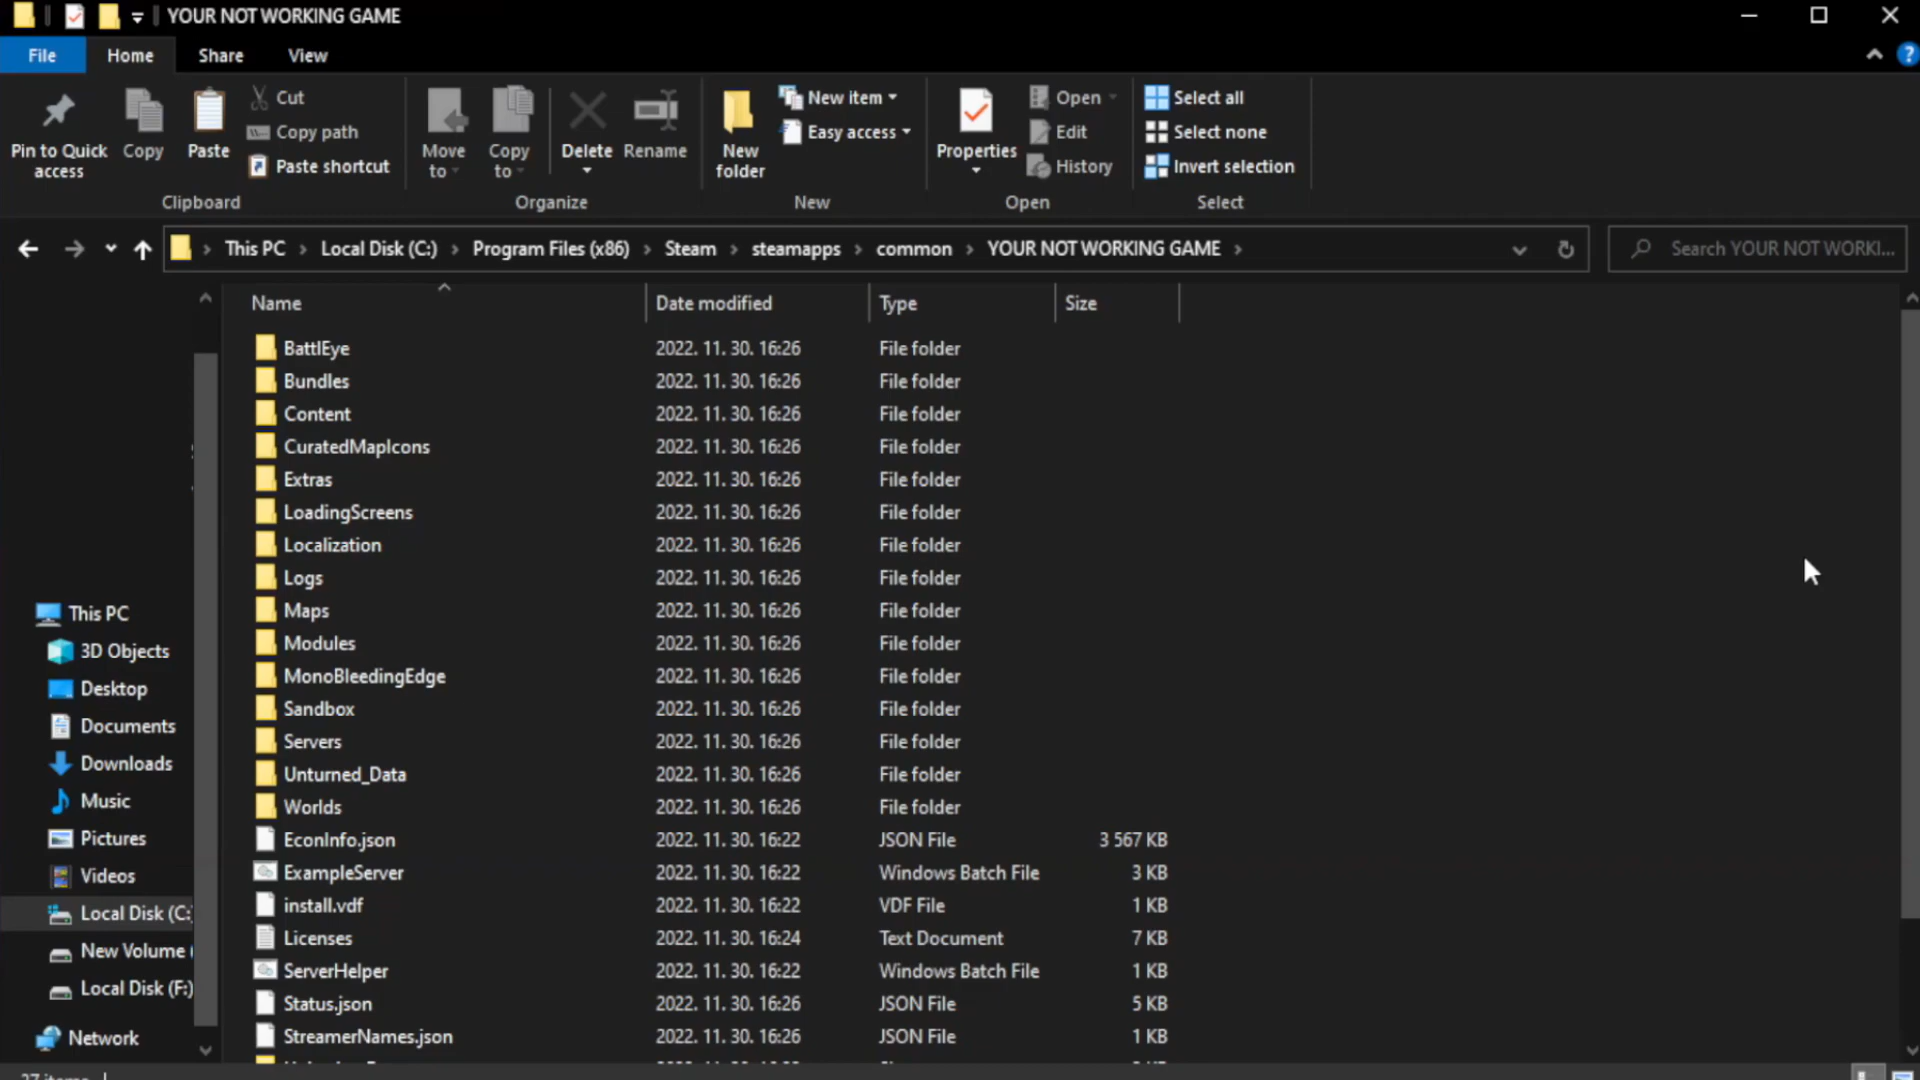 YOUR NOT WORKING GAME
File Home Share View
Pin to Quick access
Copy
Paste
Cut
Copy path
Paste shortcut
Clipboard
Move to
Copy to
Delete
Rename
Organize
New folder
New item
Easy access
New
Properties
Open
Edit
History
Open
Select all
Select none
Invert selection
Select
This PC › Local Disk (C:) › Program Files (x86) › Steam › steamapps › common › YOUR NOT WORKING GAME ›
Search YOUR NOT WORKI...
This PC
3D Objects
Desktop
Documents
Downloads
Music
Pictures
Videos
Local Disk (C:
New Volume (
Local Disk (F:)
Network
Name Date modified Type Size
BattlEye 2022. 11. 30. 16:26 File folder
Bundles 2022. 11. 30. 16:26 File folder
Content 2022. 11. 30. 16:26 File folder
CuratedMapIcons 2022. 11. 30. 16:26 File folder
Extras 2022. 11. 30. 16:26 File folder
LoadingScreens 2022. 11. 30. 16:26 File folder
Localization 2022. 11. 30. 16:26 File folder
Logs 2022. 11. 30. 16:26 File folder
Maps 2022. 11. 30. 16:26 File folder
Modules 2022. 11. 30. 16:26 File folder
MonoBleedingEdge 2022. 11. 30. 16:26 File folder
Sandbox 2022. 11. 30. 16:26 File folder
Servers 2022. 11. 30. 16:26 File folder
Unturned_Data 2022. 11. 30. 16:26 File folder
Worlds 2022. 11. 30. 16:26 File folder
EconInfo.json 2022. 11. 30. 16:22 JSON File 3 567 KB
ExampleServer 2022. 11. 30. 16:22 Windows Batch File 3 KB
install.vdf 2022. 11. 30. 16:22 VDF File 1 KB
Licenses 2022. 11. 30. 16:24 Text Document 7 KB
ServerHelper 2022. 11. 30. 16:22 Windows Batch File 1 KB
Status.json 2022. 11. 30. 16:26 JSON File 5 KB
StreamerNames.json 2022. 11. 30. 16:26 JSON File 1 KB